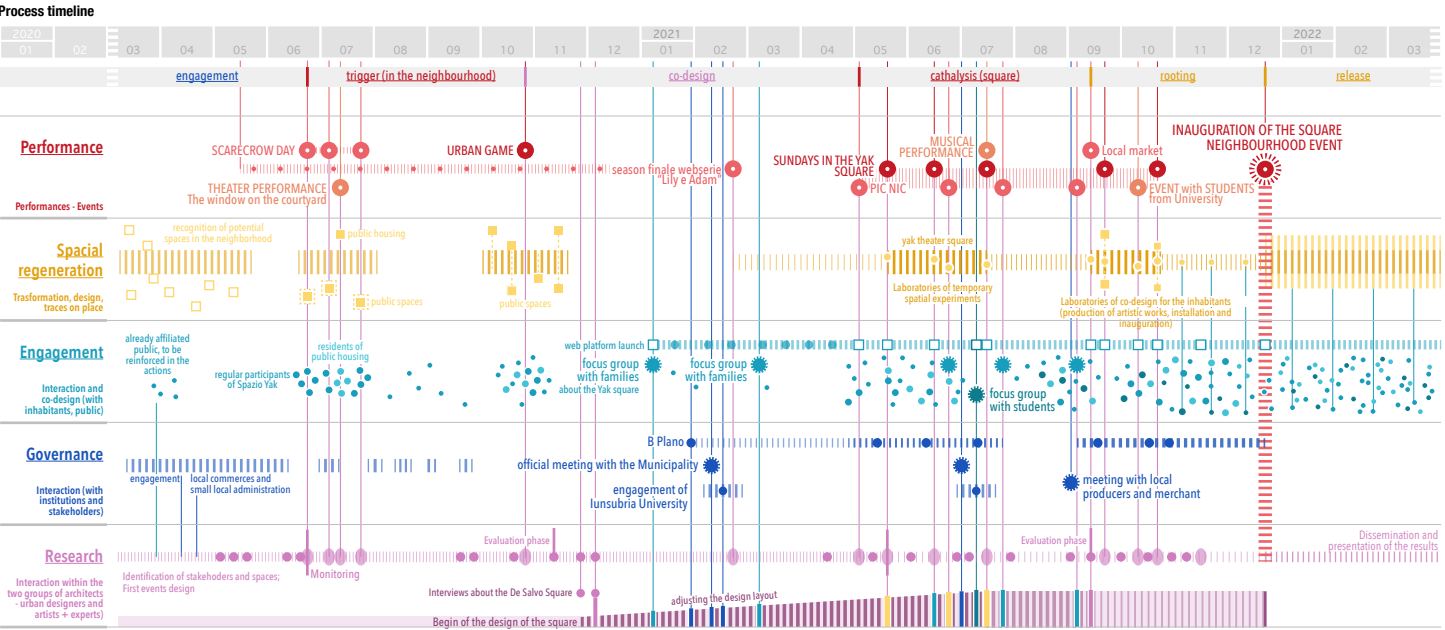 Process timeline
2020
2021
2022
01 02 03 04 05 06 07 08 09 10 11 12 01 02 03 04 05 06 07 08 09 10 11 12 01 02 03
engagement
trigger (in the neighbourhood)
co-design
cathalysis (square)
rooting
release
Performance
Performances - Events
SCARECROW DAY
THEATER PERFORMANCE
The window on the courtyard
URBAN GAME
season finale webserie
"Lily e Adam"
SUNDAYS IN THE YAK
SQUARE
MUSICAL
PERFORMANCE
PIC NIC
Local market
EVENT with STUDENTS
from University
INAUGURATION OF THE SQUARE
NEIGHBOURHOOD EVENT
Spacial
regeneration
Trasformation, design,
traces on place
recognition of potential
spaces in the neighborhood
public housing
public spaces
public spaces
yak theater square
Laboratories of temporary
spatial experiments
Laboratories of co-design for the inhabitants
(production of artistic works, installation and
inauguration)
Engagement
Interaction and
co-design (with
inhabitants, public)
already affiliated
public, to be
reinforced in the
actions
regular participants
of Spazio Yak
residents of
public housing
web platform launch
focus group
with families
about the Yak square
focus group
with families
focus group
with students
Governance
Interaction (with
institutions and
stakeholders)
engagement
local commerces and
small local administration
B Plano
official meeting with the Municipality
engagement of
Iunsubria University
meeting with local
producers and merchant
Research
Interaction within the
two groups of architects
- urban designers and
artists + experts)
Identification of stakehoders and spaces;
First events design
Monitoring
Evaluation phase
Interviews about the De Salvo Square
Begin of the design of the square
adjusting the design layout
Evaluation phase
Dissemination and
presentation of the results